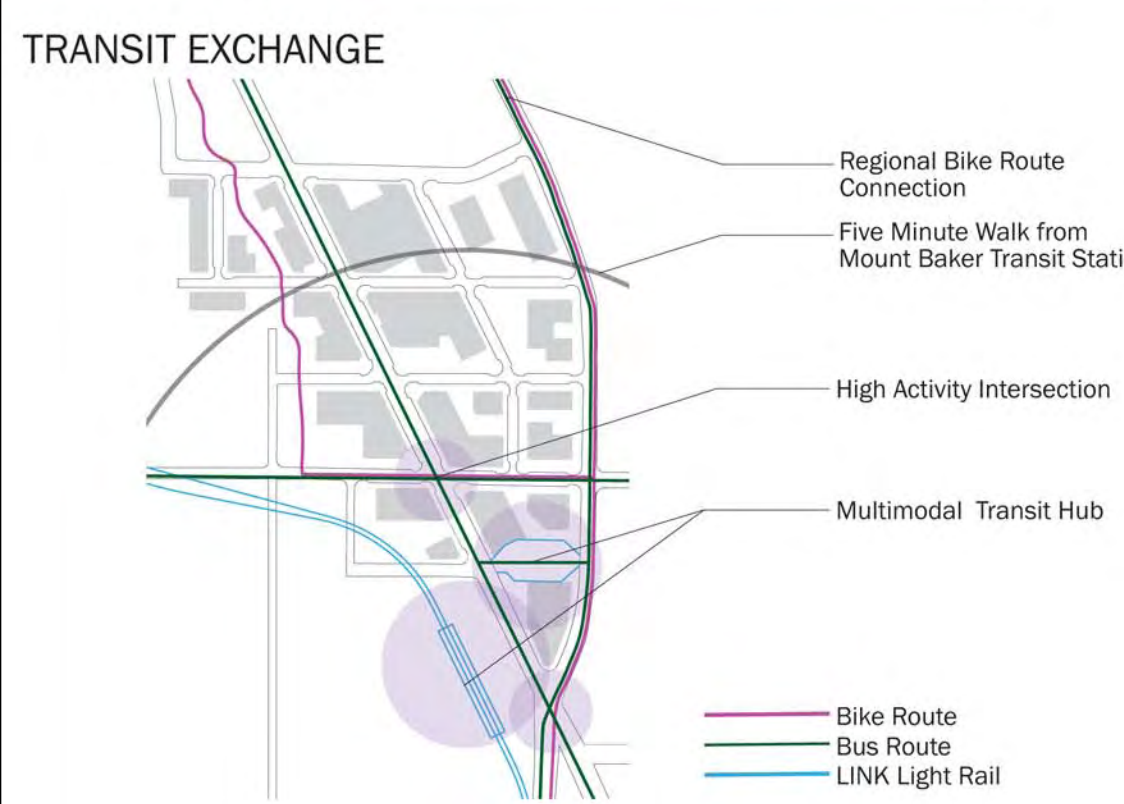 TRANSIT EXCHANGE
Regional Bike Route
Connection
Five Minute Walk from
Mount Baker Transit Stati
High Activity Intersection
Multimodal Transit Hub
Bike Route
Bus Route
LINK Light Rail